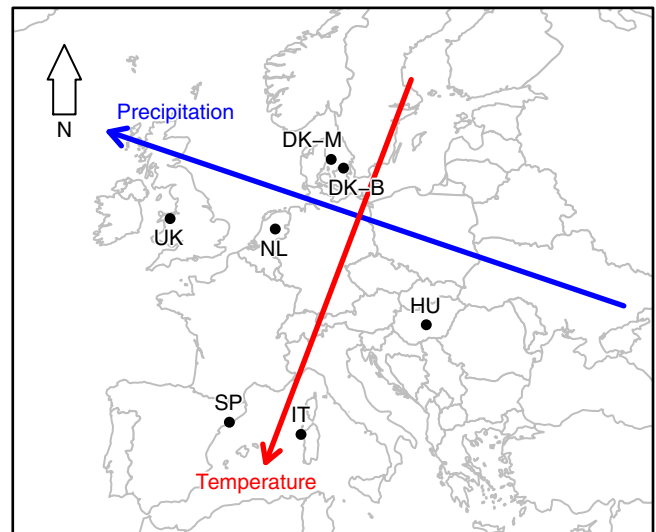 N
Precipitation
DK–M
DK–B
UK
NL
HU
SP
IT
Temperature